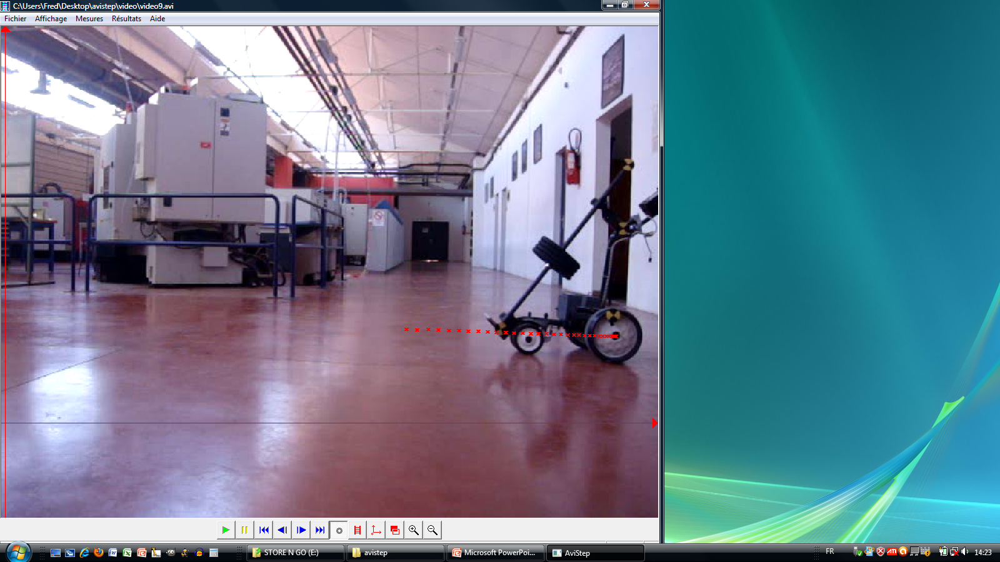 C:\Users\Fred\Desktop\avistep\video\video9.avi
Fichier Affichage Mesures Résultats Aide
STORE N GO (E:)
avistep
Microsoft PowerPoi...
AviStep
FR
ATI
14:23